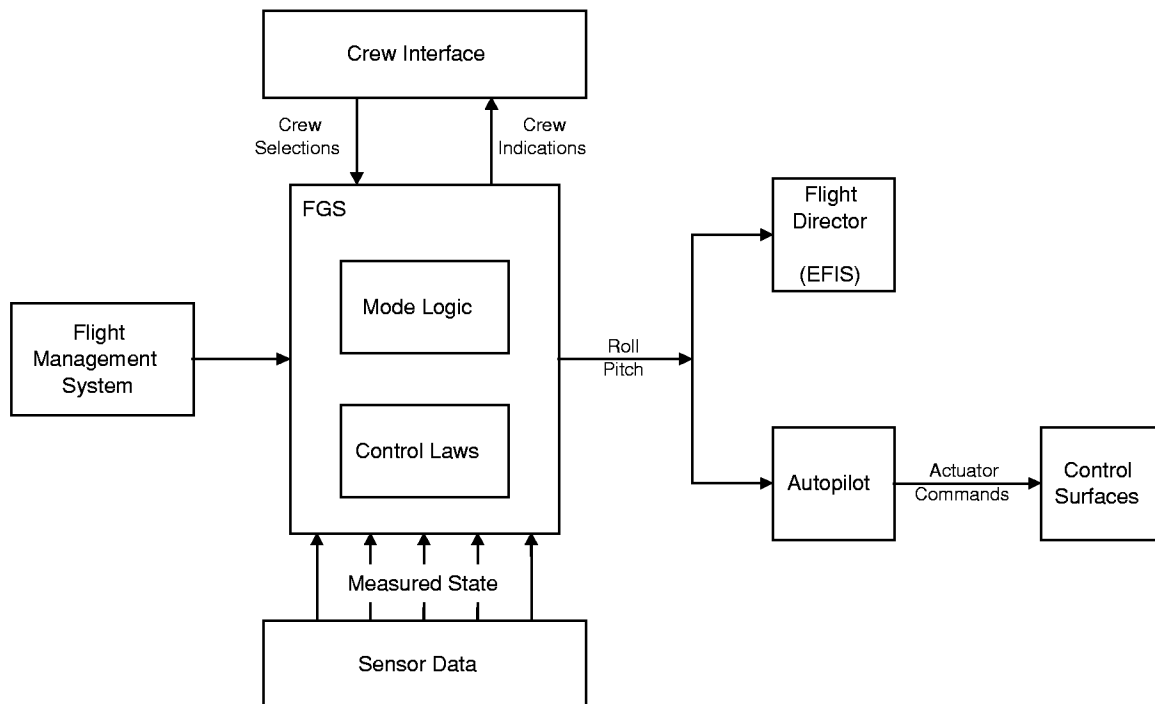 Crew Interface
Crew
Selections
Crew
Indications
FGS
Mode Logic
Control Laws
Flight
Management
System
Roll
Pitch
Flight
Director
(EFIS)
Autopilot
Actuator
Commands
Control
Surfaces
Measured State
Sensor Data